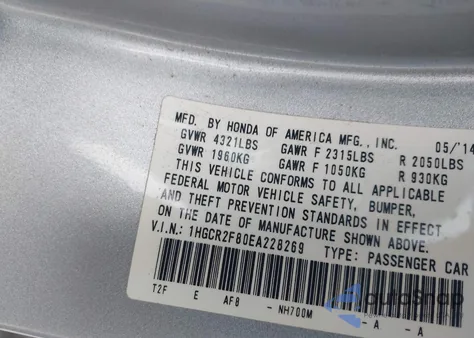 MFD. BY HONDA OF AMERICA MFG., INC. 05/'14
GVWR 4321LBS GAWR F 2315LBS R 2050LBS
GVWR 1960KG GAWR F 1050KG R 930KG
THIS VEHICLE CONFORMS TO ALL APPLICABLE
FEDERAL MOTOR VEHICLE SAFETY, BUMPER,
AND THEFT PREVENTION STANDARDS IN EFFECT
ON THE DATE OF MANUFACTURE SHOWN ABOVE.
V.I.N.: 1HGCR2F80EA228269 TYPE: PASSENGER CAR
T2F E AF8 - NH700M - A - A
autoSnap